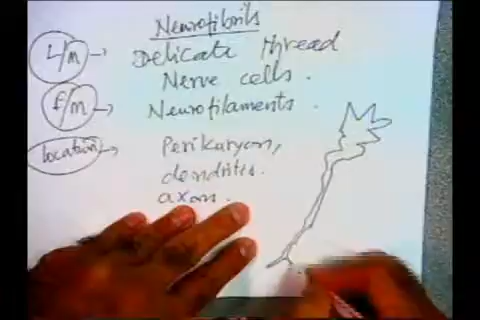 Neurofibrils
L/m → Delicate thread
Nerve cells.
E/m → Neurofilaments.
location → Perikaryon,
dendrites.
axon.